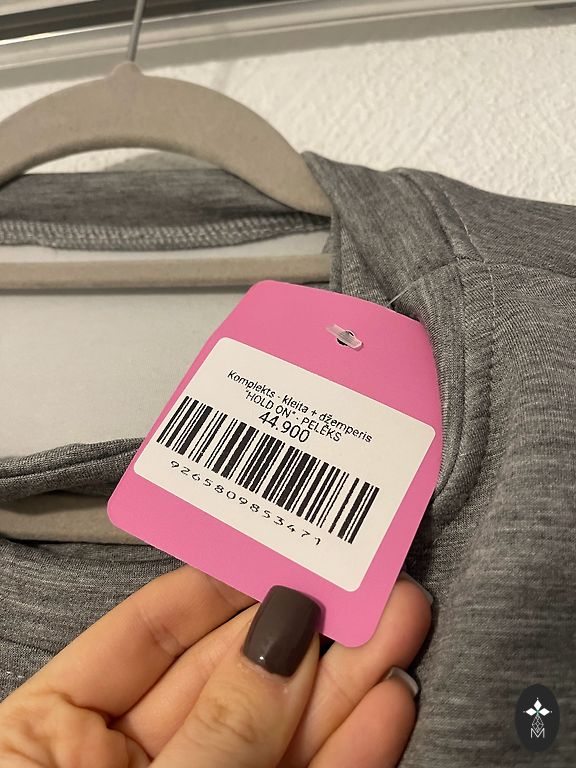 Komplekts - kleita + džemperis
"HOLD ON" - PELĒKS
44.900
9265809853471
M